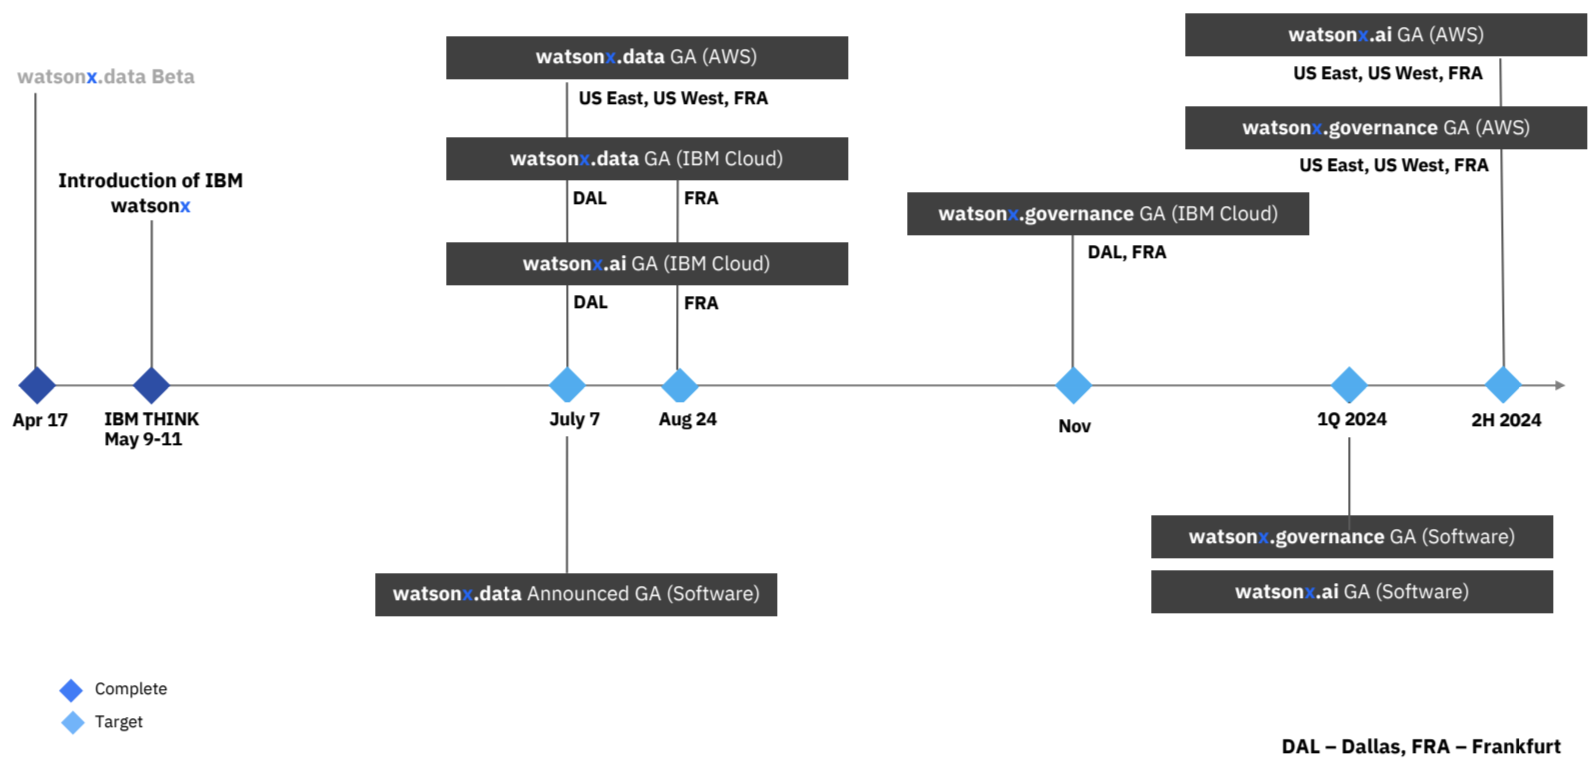 watsonx.data Beta
Introduction of IBM
watsonx
watsonx.data GA (AWS)
US East, US West, FRA
watsonx.data GA (IBM Cloud)
DAL
FRA
watsonx.ai GA (IBM Cloud)
DAL
FRA
watsonx.governance GA (IBM Cloud)
DAL, FRA
watsonx.ai GA (AWS)
US East, US West, FRA
watsonx.governance GA (AWS)
US East, US West, FRA
Apr 17
IBM THINK
May 9-11
July 7
Aug 24
Nov
1Q 2024
2H 2024
watsonx.data Announced GA (Software)
watsonx.governance GA (Software)
watsonx.ai GA (Software)
Complete
Target
DAL – Dallas, FRA – Frankfurt